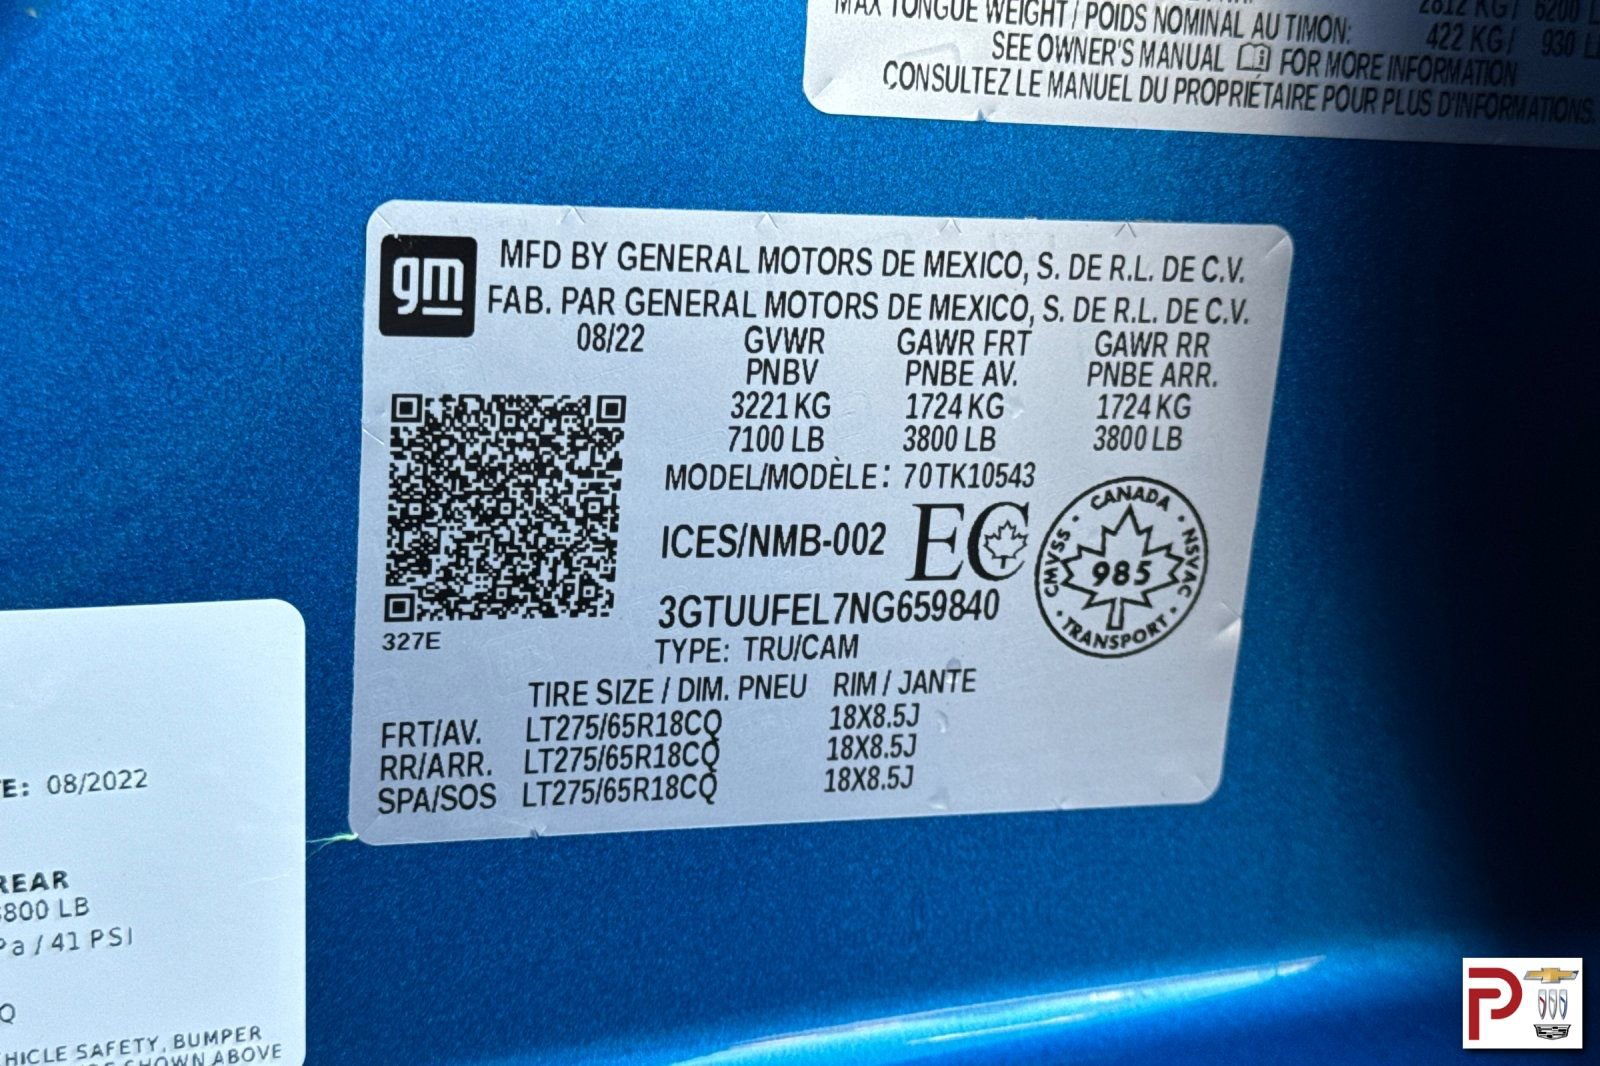 2812 KG / 6200
MAX TONGUE WEIGHT / POIDS NOMINAL AU TIMON: 422 KG / 930
SEE OWNER'S MANUAL FOR MORE INFORMATION
CONSULTEZ LE MANUEL DU PROPRIÉTAIRE POUR PLUS D'INFORMATIONS.
gm
MFD BY GENERAL MOTORS DE MEXICO, S. DE R.L. DE C.V.
FAB. PAR GENERAL MOTORS DE MEXICO, S. DE R.L. DE C.V.
08/22 GVWR GAWR FRT GAWR RR
PNBV PNBE AV. PNBE ARR.
3221 KG 1724 KG 1724 KG
7100 LB 3800 LB 3800 LB
MODEL/MODÈLE: 70TK10543
ICES/NMB-002 EC
CANADA
CMVSS 985 NSVAC
TRANSPORT
3GTUUFEL7NG659840
327E
TYPE: TRU/CAM
TIRE SIZE / DIM. PNEU RIM / JANTE
FRT/AV. LT275/65R18CQ 18X8.5J
RR/ARR. LT275/65R18CQ 18X8.5J
SPA/SOS LT275/65R18CQ 18X8.5J
E: 08/2022
REAR
800 LB
Pa / 41 PSI
Q
HICLE SAFETY, BUMPER
SHOWN ABOVE
P